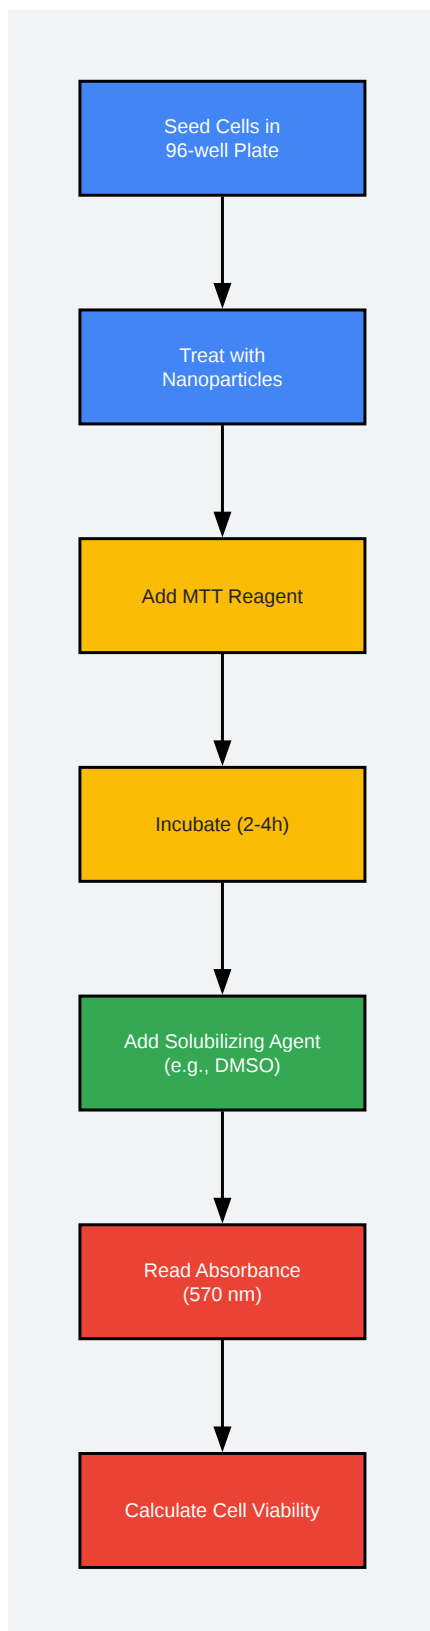 Seed Cells in
96-well Plate
Treat with
Nanoparticles
Add MTT Reagent
Incubate (2-4h)
Add Solubilizing Agent
(e.g., DMSO)
Read Absorbance
(570 nm)
Calculate Cell Viability